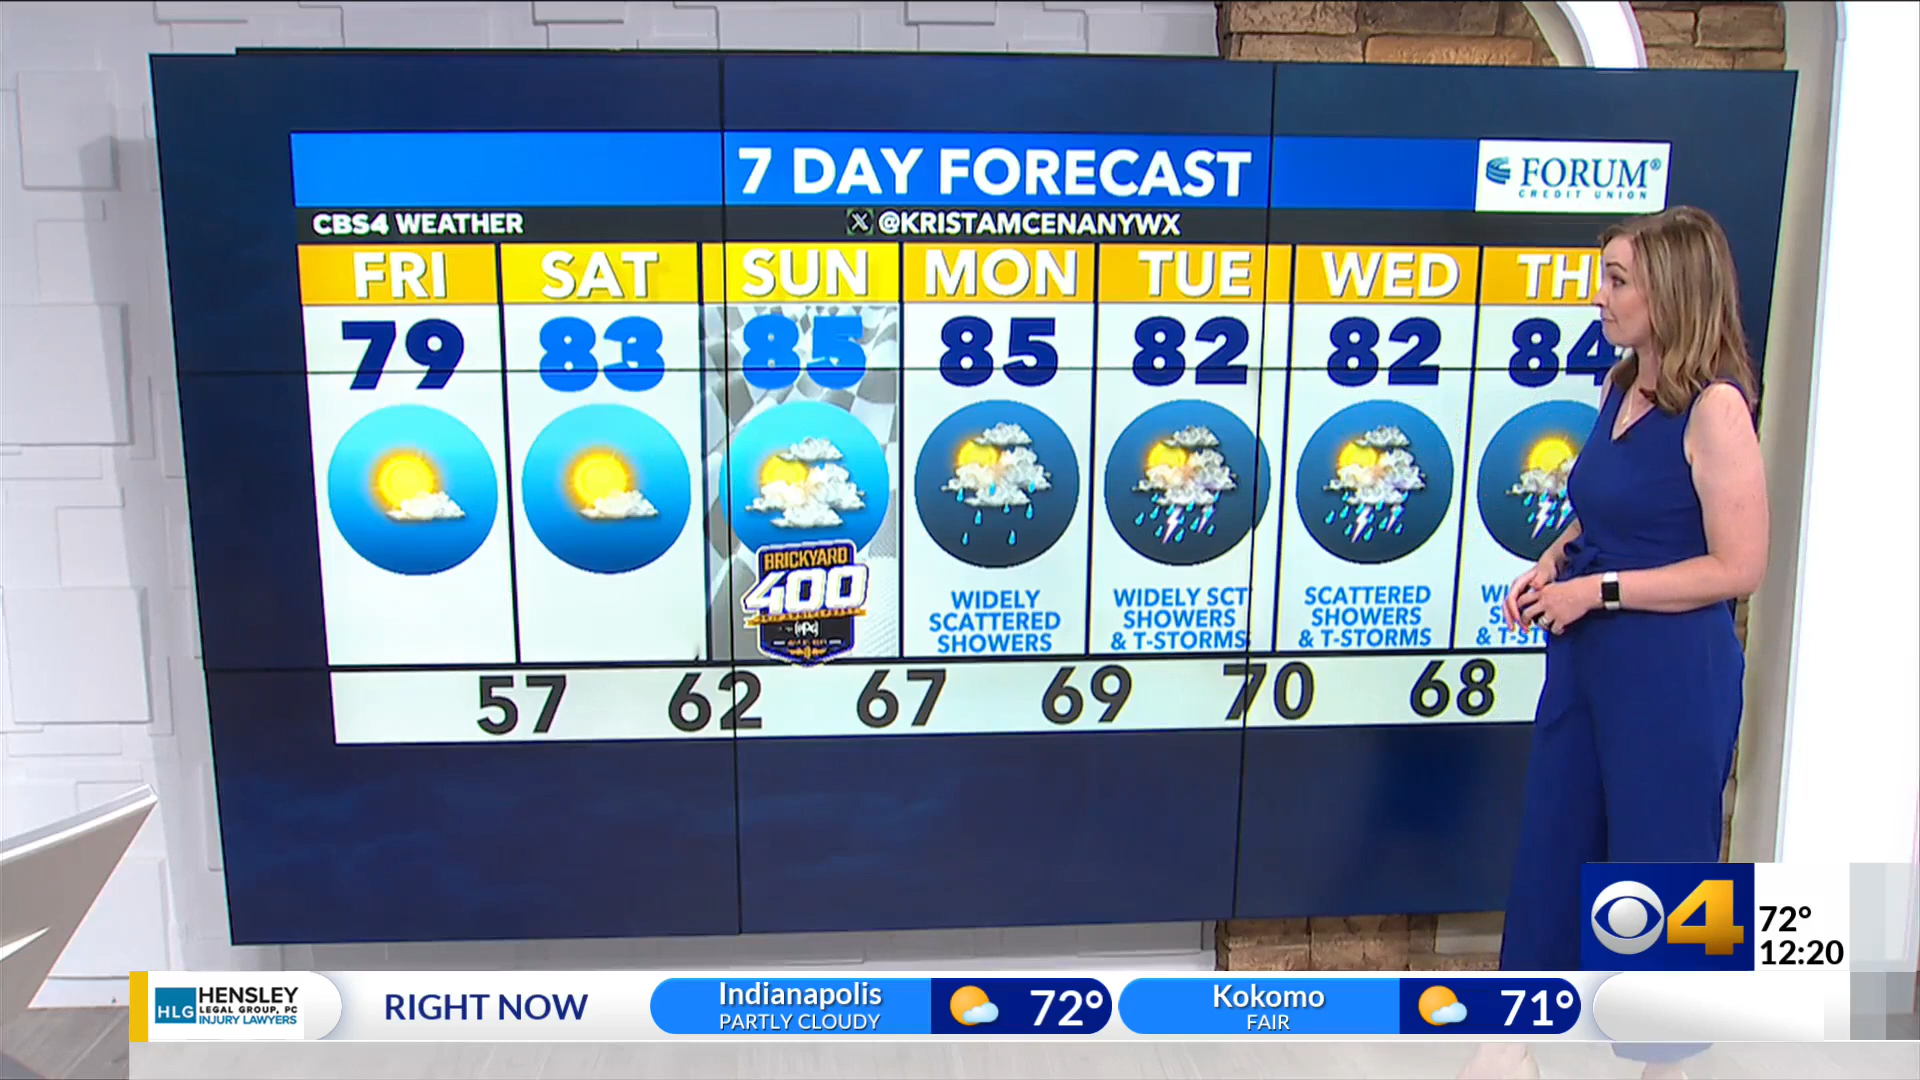 7 DAY FORECAST
FORUM®
CREDIT UNION
CBS4 WEATHER
X @KRISTAMCENANYWX
FRI SAT SUN MON TUE WED
79 83 85 85 82 82 84
BRICKYARD
400
PPG
WIDELY
SCATTERED
SHOWERS
WIDELY SCT
SHOWERS
& T-STORMS
SCATTERED
SHOWERS
& T-STORMS
57 62 67 69 70 68
4
72°
12:20
HLG
HENSLEY
LEGAL GROUP, PC
INJURY LAWYERS
RIGHT NOW
Indianapolis
PARTLY CLOUDY
72°
Kokomo
FAIR
71°